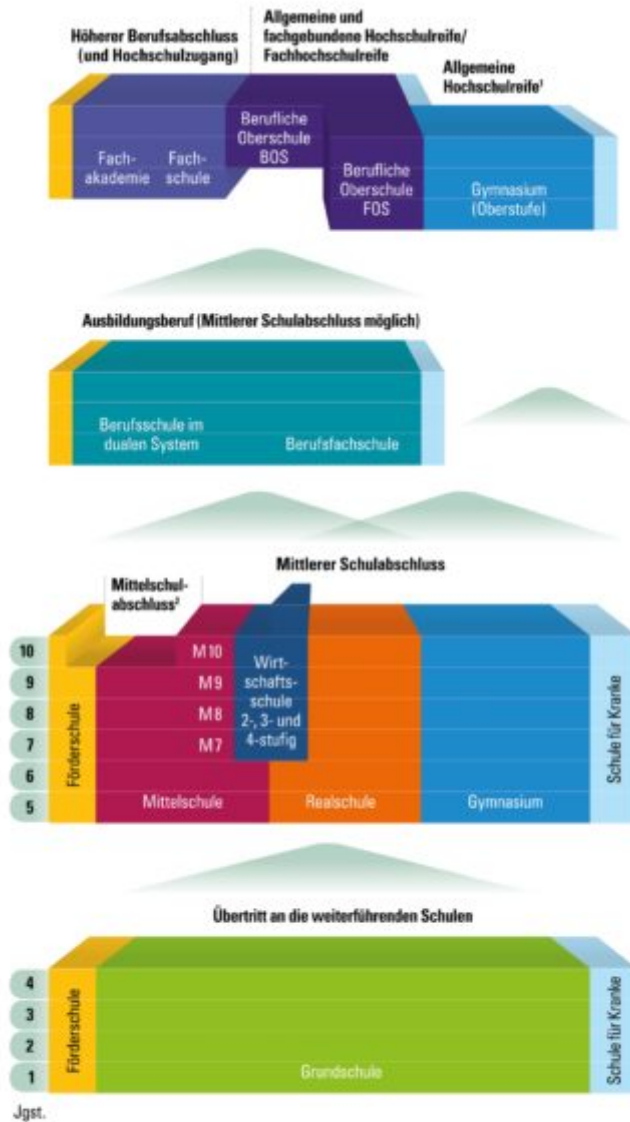 Höherer Berufsabschluss
(und Hochschulzugang)
Allgemeine und
fachgebundene Hochschulreife/
Fachhochschulreife
Allgemeine
Hochschulreife¹
Fach-
akademie
Fach-
schule
Berufliche
Oberschule
BOS
Berufliche
Oberschule
FOS
Gymnasium
(Oberstufe)
Ausbildungsberuf (Mittlerer Schulabschluss möglich)
Berufsschule im
dualen System
Berufsfachschule
Mittlerer Schulabschluss
Mittelschul-
abschluss²
10
9
8
7
6
5
Förderschule
M10
M9
M8
M7
Mittelschule
Wirt-
schafts-
schule
2-, 3- und
4-stufig
Realschule
Gymnasium
Schule für Kranke
Übertritt an die weiterführenden Schulen
4
3
2
1
Förderschule
Grundschule
Schule für Kranke
Jgst.